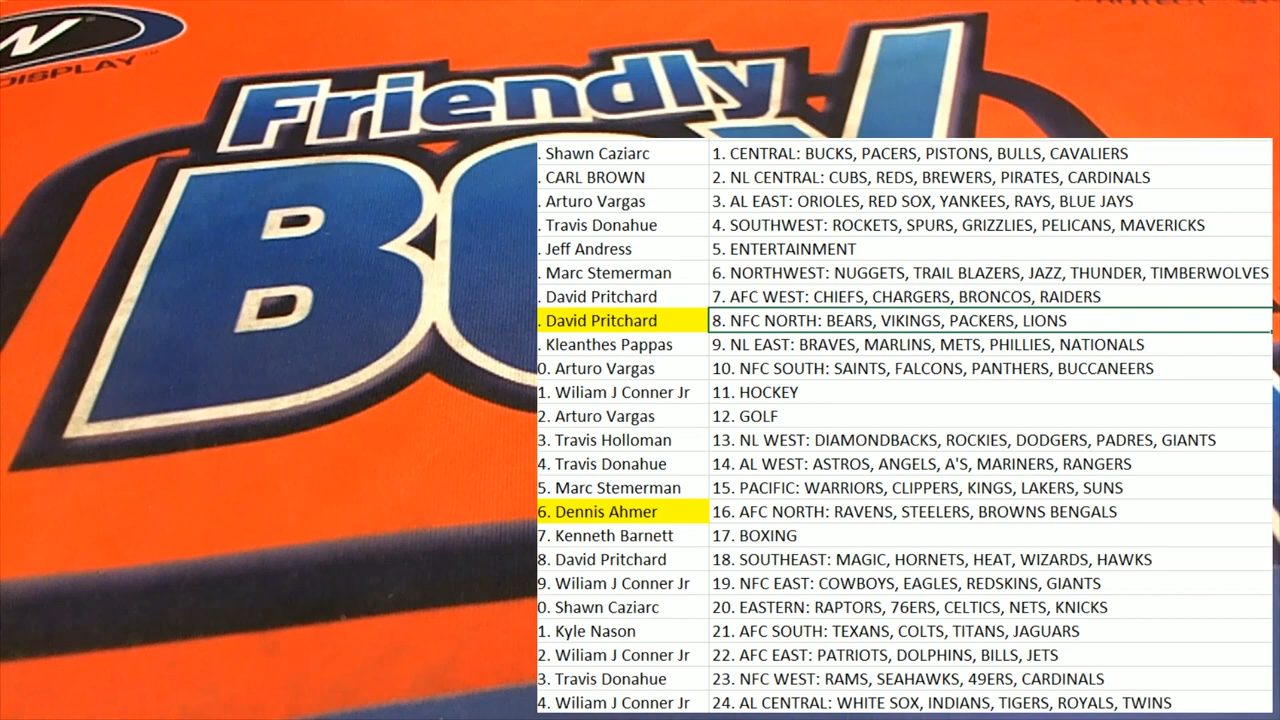 N
DISPLAY
Friendly
. Shawn Caziarc 1. CENTRAL: BUCKS, PACERS, PISTONS, BULLS, CAVALIERS
. CARL BROWN 2. NL CENTRAL: CUBS, REDS, BREWERS, PIRATES, CARDINALS
. Arturo Vargas 3. AL EAST: ORIOLES, RED SOX, YANKEES, RAYS, BLUE JAYS
. Travis Donahue 4. SOUTHWEST: ROCKETS, SPURS, GRIZZLIES, PELICANS, MAVERICKS
. Jeff Andress 5. ENTERTAINMENT
. Marc Stemerman 6. NORTHWEST: NUGGETS, TRAIL BLAZERS, JAZZ, THUNDER, TIMBERWOLVES
. David Pritchard 7. AFC WEST: CHIEFS, CHARGERS, BRONCOS, RAIDERS
. David Pritchard 8. NFC NORTH: BEARS, VIKINGS, PACKERS, LIONS
. Kleanthes Pappas 9. NL EAST: BRAVES, MARLINS, METS, PHILLIES, NATIONALS
0. Arturo Vargas 10. NFC SOUTH: SAINTS, FALCONS, PANTHERS, BUCCANEERS
1. Wiliam J Conner Jr 11. HOCKEY
2. Arturo Vargas 12. GOLF
3. Travis Holloman 13. NL WEST: DIAMONDBACKS, ROCKIES, DODGERS, PADRES, GIANTS
4. Travis Donahue 14. AL WEST: ASTROS, ANGELS, A'S, MARINERS, RANGERS
5. Marc Stemerman 15. PACIFIC: WARRIORS, CLIPPERS, KINGS, LAKERS, SUNS
6. Dennis Ahmer 16. AFC NORTH: RAVENS, STEELERS, BROWNS BENGALS
7. Kenneth Barnett 17. BOXING
8. David Pritchard 18. SOUTHEAST: MAGIC, HORNETS, HEAT, WIZARDS, HAWKS
9. Wiliam J Conner Jr 19. NFC EAST: COWBOYS, EAGLES, REDSKINS, GIANTS
0. Shawn Caziarc 20. EASTERN: RAPTORS, 76ERS, CELTICS, NETS, KNICKS
1. Kyle Nason 21. AFC SOUTH: TEXANS, COLTS, TITANS, JAGUARS
2. Wiliam J Conner Jr 22. AFC EAST: PATRIOTS, DOLPHINS, BILLS, JETS
3. Travis Donahue 23. NFC WEST: RAMS, SEAHAWKS, 49ERS, CARDINALS
4. Wiliam J Conner Jr 24. AL CENTRAL: WHITE SOX, INDIANS, TIGERS, ROYALS, TWINS